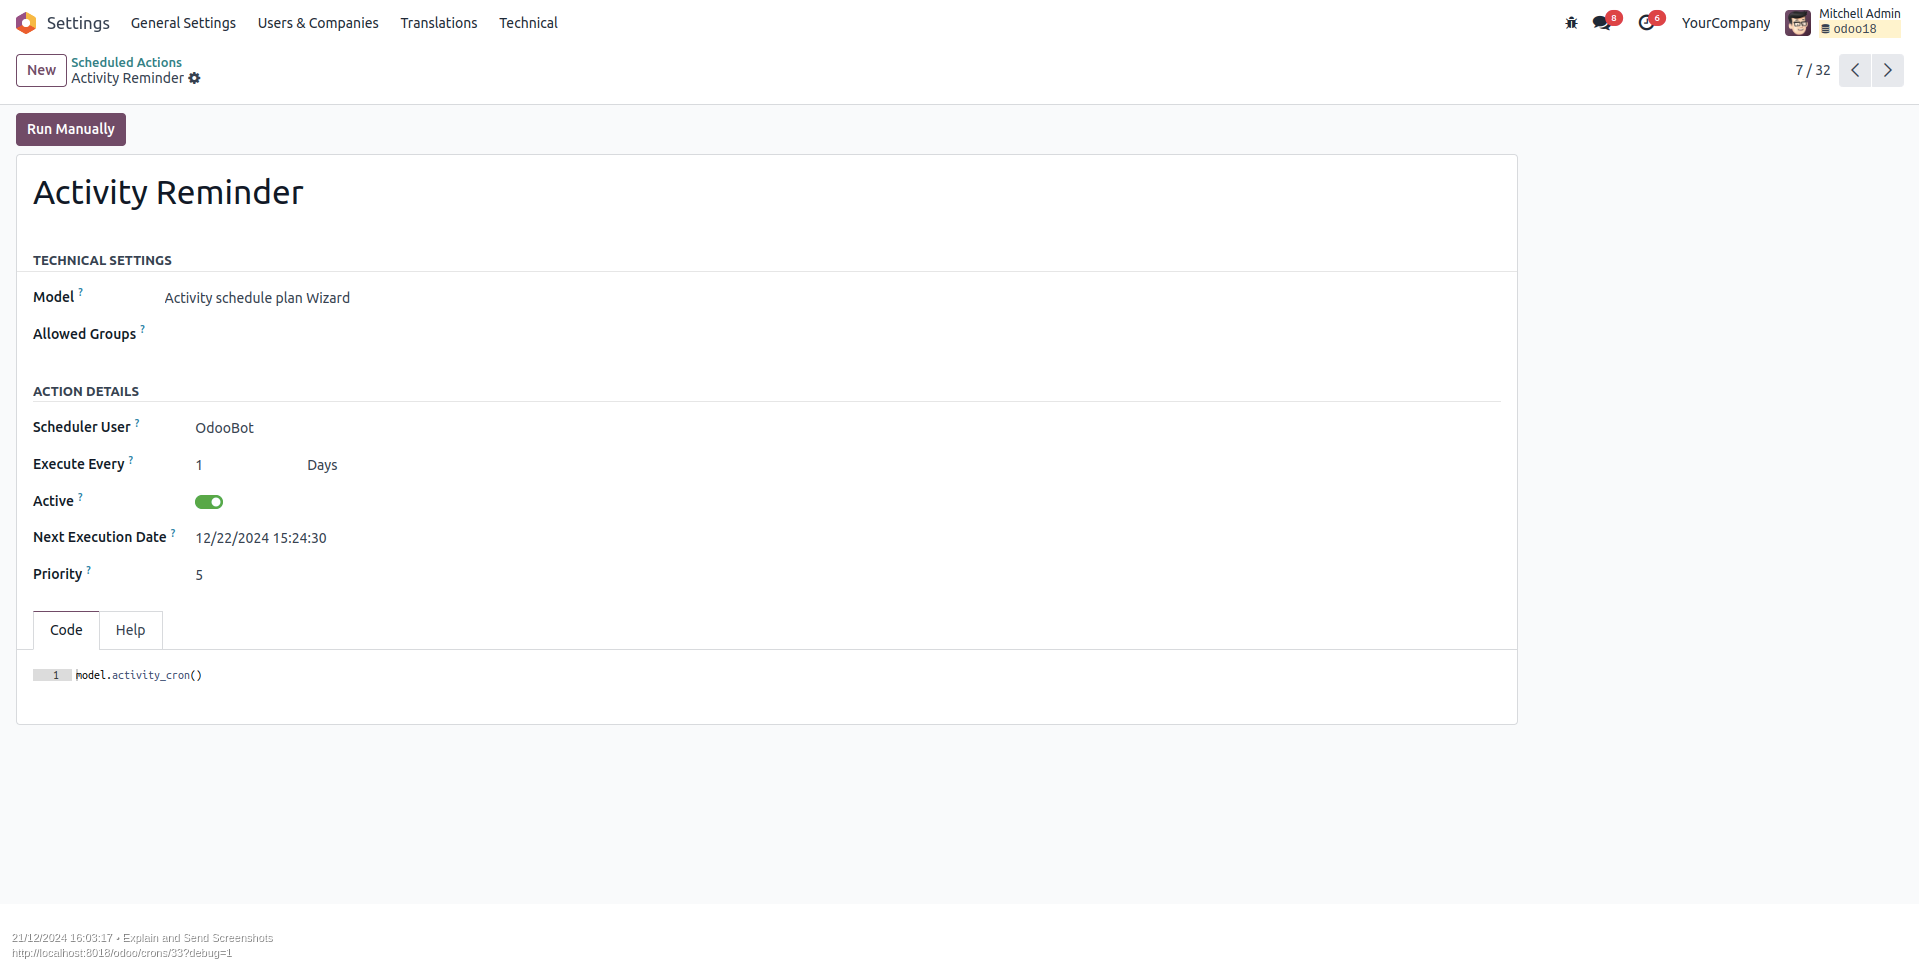 Settings General Settings Users & Companies Translations Technical 8 6 YourCompany Mitchell Admin
odoo18
New Scheduled Actions
Activity Reminder 7 / 32
Run Manually
Activity Reminder
TECHNICAL SETTINGS
Model ? Activity schedule plan Wizard
Allowed Groups ?
ACTION DETAILS
Scheduler User ? OdooBot
Execute Every ? 1 Days
Active ?
Next Execution Date ? 12/22/2024 15:24:30
Priority ? 5
Code Help
1 model.activity_cron()
21/12/2024 16:03:17 • Explain and Send Screenshots
http://localhost:8018/odoo/crons/33?debug=1